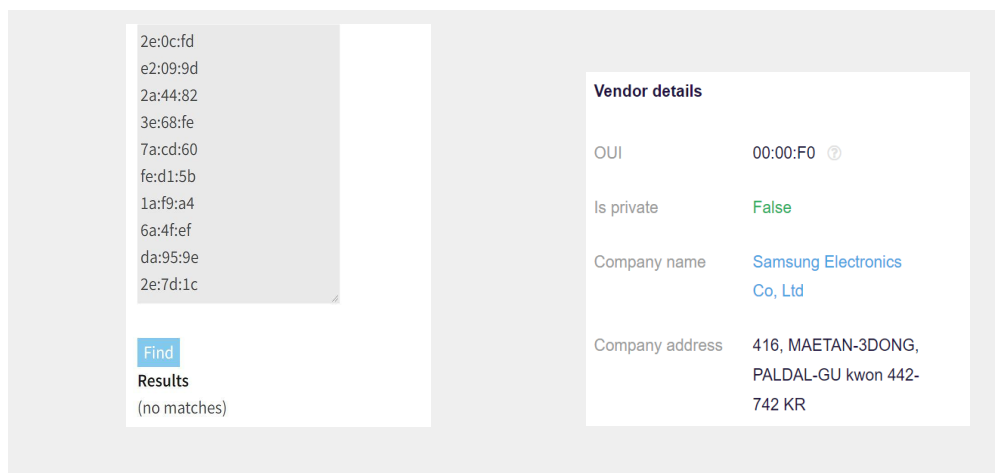 2e:0c:fd
e2:09:9d
2a:44:82
3e:68:fe
7a:cd:60
fe:d1:5b
1a:f9:a4
6a:4f:ef
da:95:9e
2e:7d:1c
Find
Results
(no matches)
Vendor details
OUI 00:00:F0 ?
Is private False
Company name Samsung Electronics
Co, Ltd
Company address 416, MAETAN-3DONG,
PALDAL-GU kwon 442-
742 KR